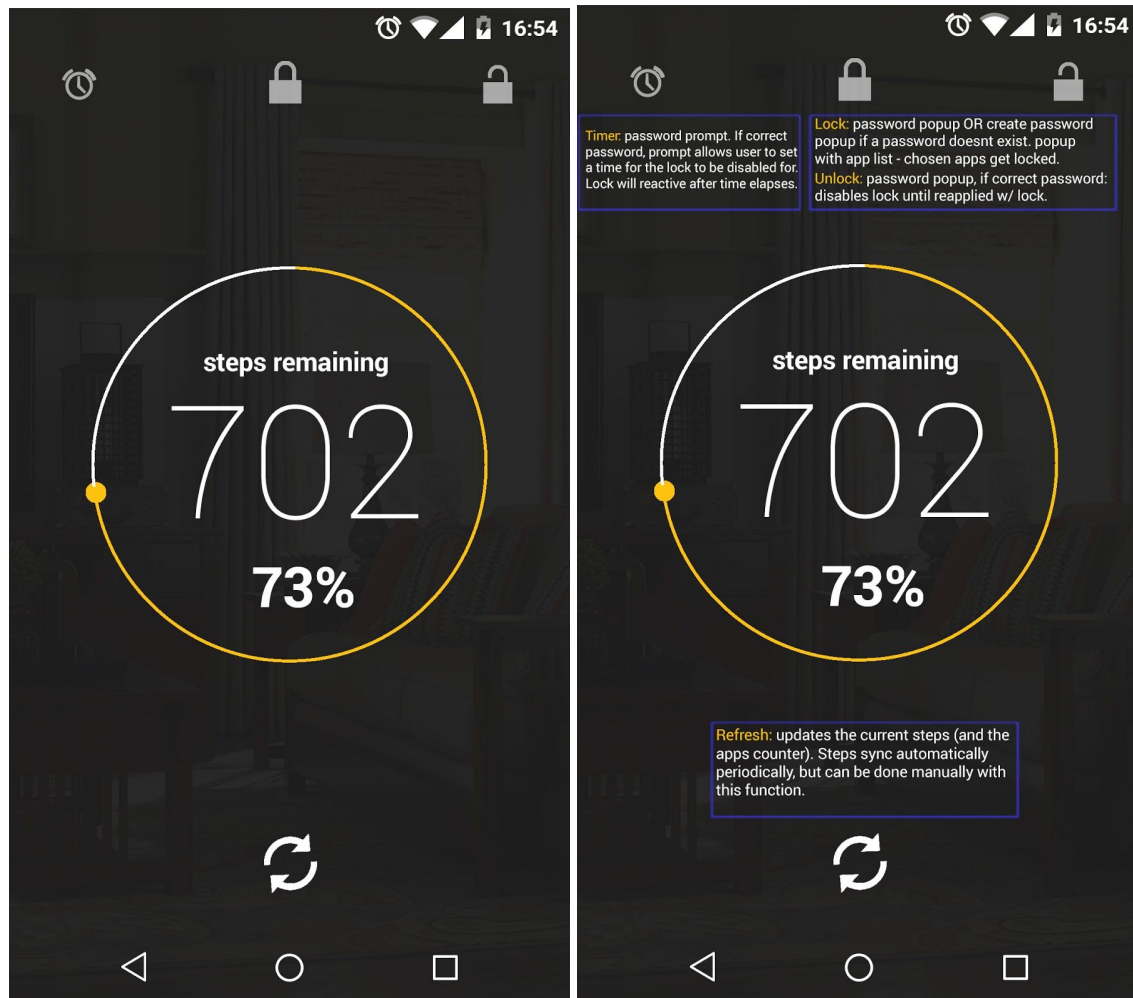 16:54
steps remaining
702
73%
16:54
Timer: password prompt. If correct
password, prompt allows user to set
a time for the lock to be disabled for.
Lock will reactive after time elapses.
Lock: password popup OR create password
popup if a password doesnt exist. popup
with app list - chosen apps get locked.
Unlock: password popup, if correct password:
disables lock until reapplied w/ lock.
steps remaining
702
73%
Refresh: updates the current steps (and the
apps counter). Steps sync automatically
periodically, but can be done manually with
this function.